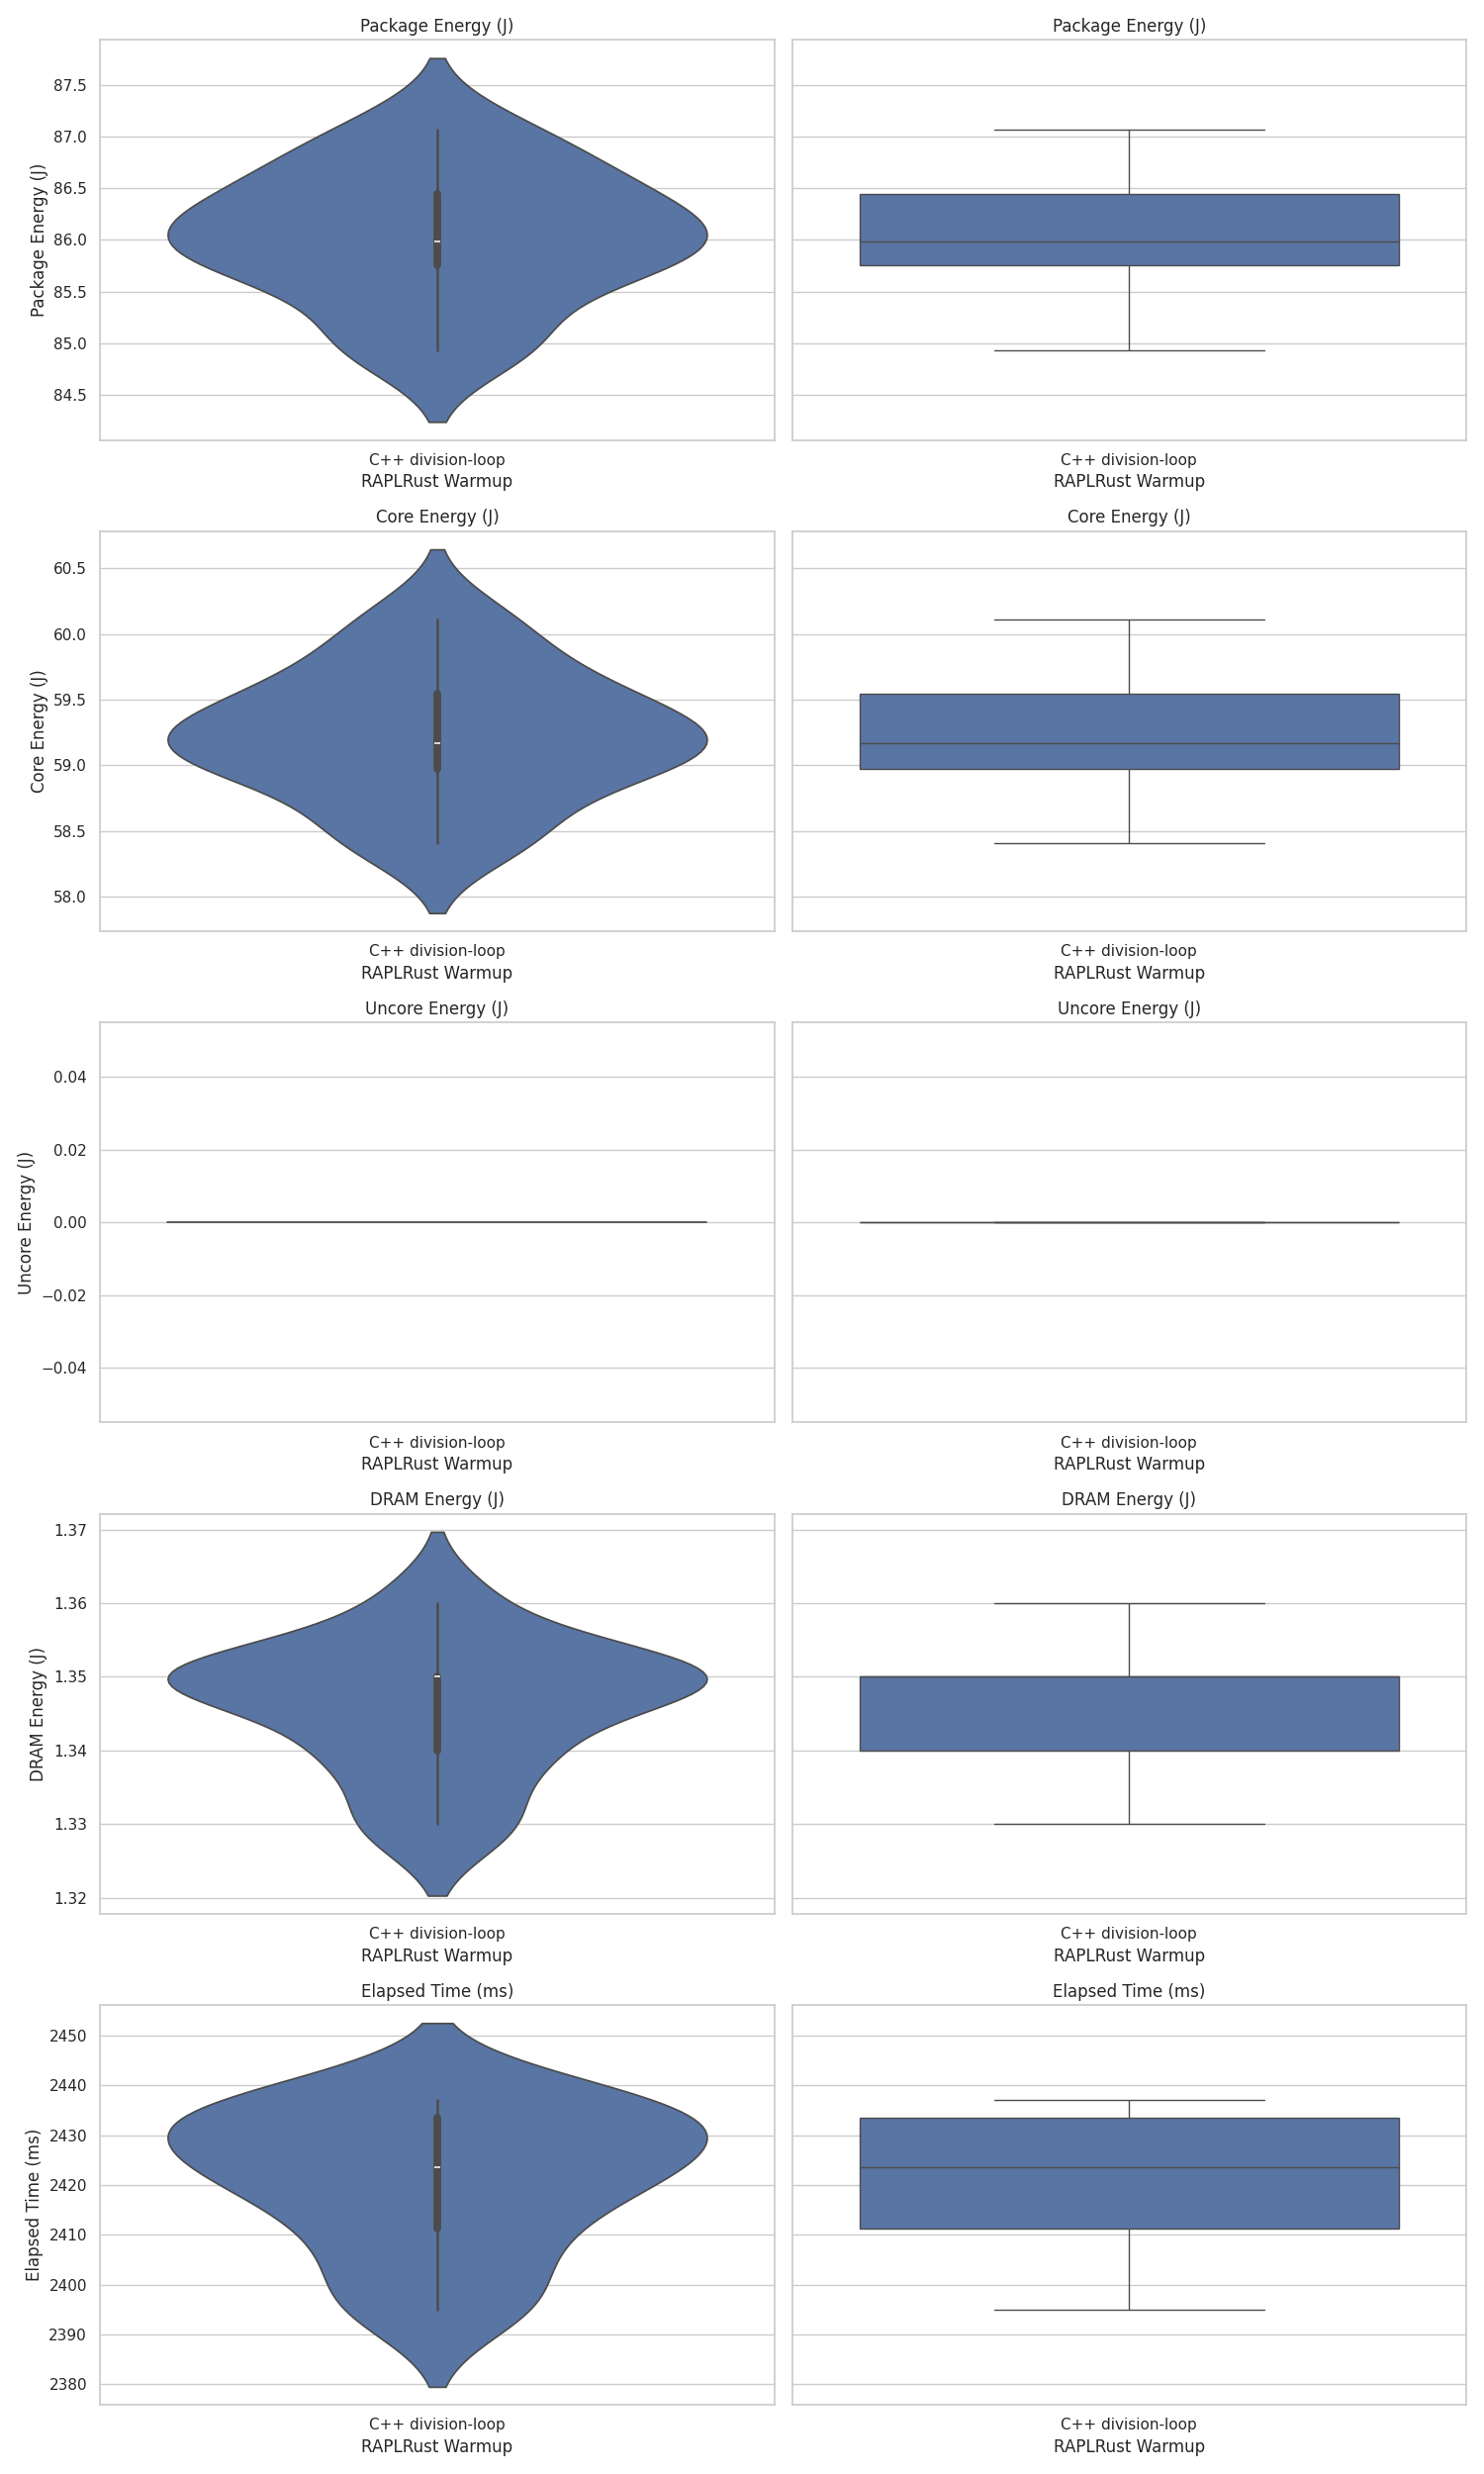 Package Energy (J)
Package Energy (J)
87.5
87.0
86.5
86.0
85.5
85.0
84.5
Package Energy (J)
C++ division-loop
C++ division-loop
RAPLRust Warmup
RAPLRust Warmup
Core Energy (J)
Core Energy (J)
60.5
60.0
59.5
59.0
58.5
58.0
Core Energy (J)
C++ division-loop
C++ division-loop
RAPLRust Warmup
RAPLRust Warmup
Uncore Energy (J)
Uncore Energy (J)
0.04
0.02
0.00
−0.02
−0.04
Uncore Energy (J)
C++ division-loop
C++ division-loop
RAPLRust Warmup
RAPLRust Warmup
DRAM Energy (J)
DRAM Energy (J)
1.37
1.36
1.35
1.34
1.33
1.32
DRAM Energy (J)
C++ division-loop
C++ division-loop
RAPLRust Warmup
RAPLRust Warmup
Elapsed Time (ms)
Elapsed Time (ms)
2450
2440
2430
2420
2410
2400
2390
2380
Elapsed Time (ms)
C++ division-loop
C++ division-loop
RAPLRust Warmup
RAPLRust Warmup